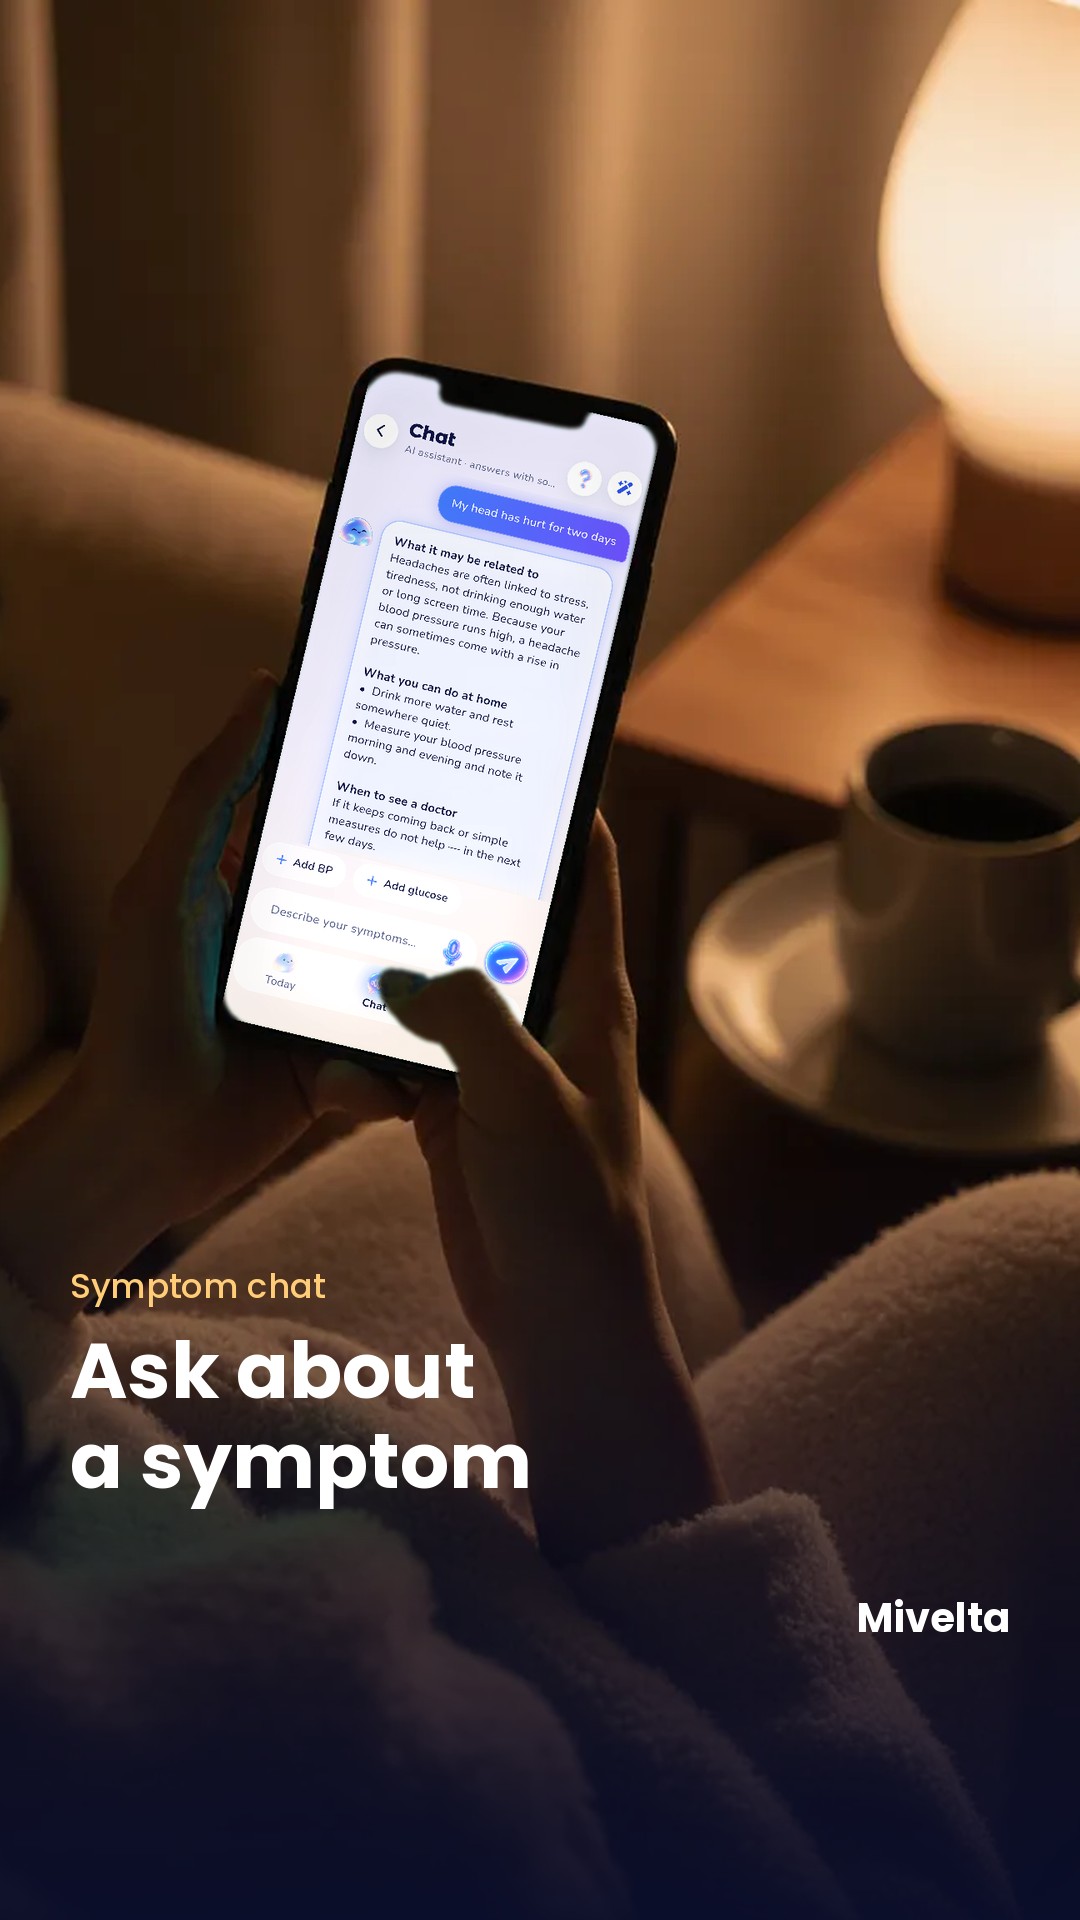 Chat
AI assistant · answers with so...
My head has hurt for two days
What it may be related to
Headaches are often linked to stress,
tiredness, not drinking enough water
or long screen time. Because your
blood pressure runs high, a headache
can sometimes come with a rise in
pressure.
What you can do at home
• Drink more water and rest
somewhere quiet.
• Measure your blood pressure
morning and evening and note it
down.
When to see a doctor
If it keeps coming back or simple
measures do not help — in the next
few days.
+ Add BP
+ Add glucose
Describe your symptoms...
Today
Chat
Symptom chat
Ask about
a symptom
Mivelta